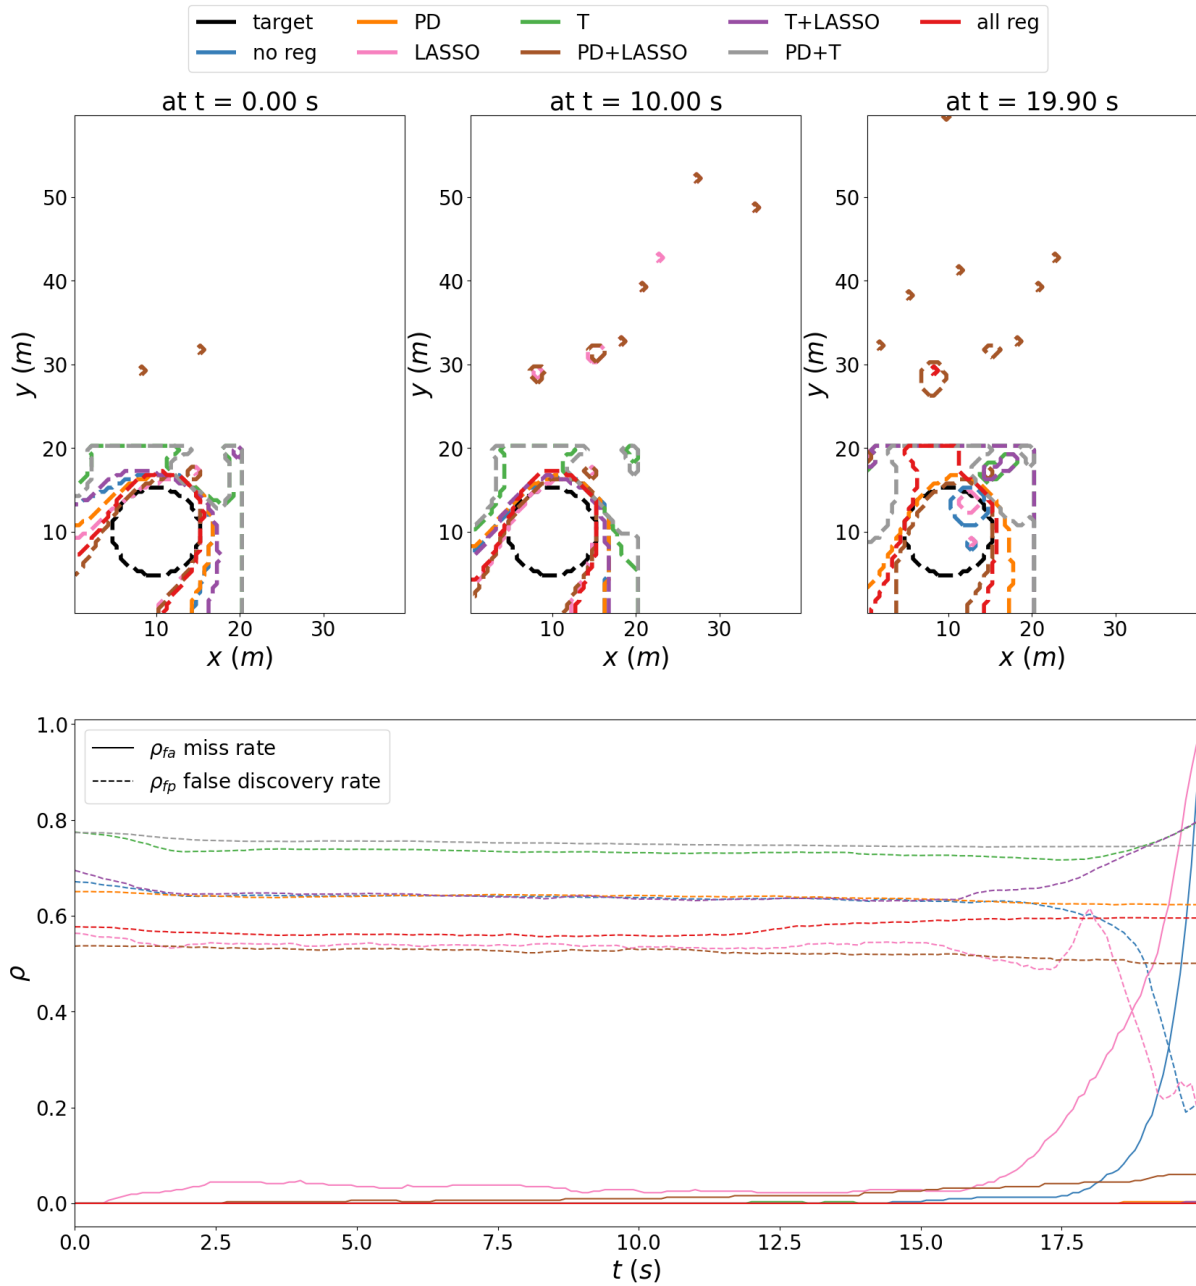 target PD T T+LASSO all reg
no reg LASSO PD+LASSO PD+T
at t = 0.00 s at t = 10.00 s at t = 19.90 s
50 50 50
40 40 40
y (m) y (m) y (m)
30 30 30
20 20 20
10 10 10
10 20 30 10 20 30 10 20 30
x (m) x (m) x (m)
1.0
ρfa miss rate
ρfp false discovery rate
0.8
0.6
ρ
0.4
0.2
0.0
0.0 2.5 5.0 7.5 10.0 12.5 15.0 17.5
t (s)